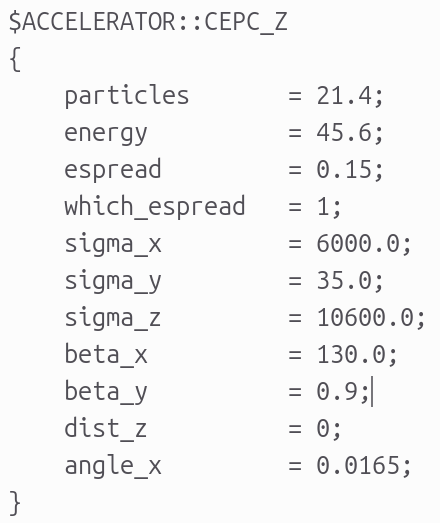 $ACCELERATOR::CEPC_Z
{
    particles       = 21.4;
    energy          = 45.6;
    espread         = 0.15;
    which_espread   = 1;
    sigma_x         = 6000.0;
    sigma_y         = 35.0;
    sigma_z         = 10600.0;
    beta_x          = 130.0;
    beta_y          = 0.9;
    dist_z          = 0;
    angle_x         = 0.0165;
}